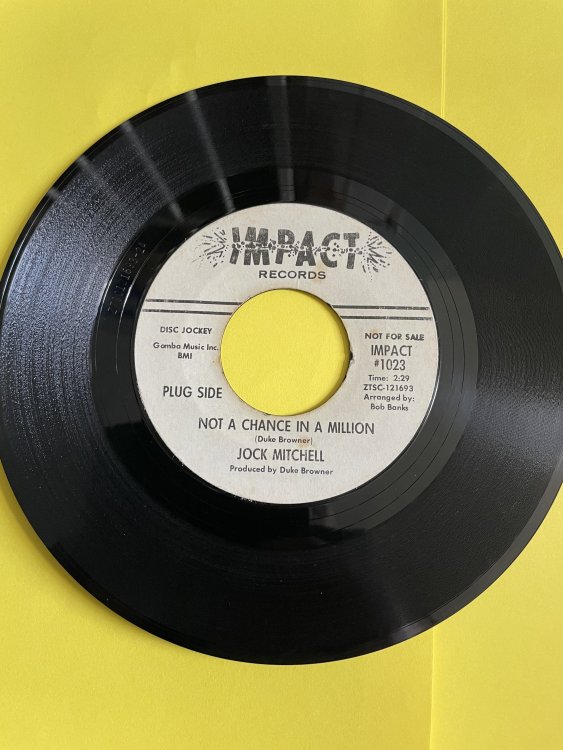 IMPACT
RECORDS
DISC JOCKEY
Gomba Music Inc.
BMI
PLUG SIDE
NOT FOR SALE
IMPACT
#1023
Time: 2:29
ZTSC-121693
Arranged by:
Bob Banks
NOT A CHANCE IN A MILLION
(Duke Browner)
JOCK MITCHELL
Produced by Duke Browner